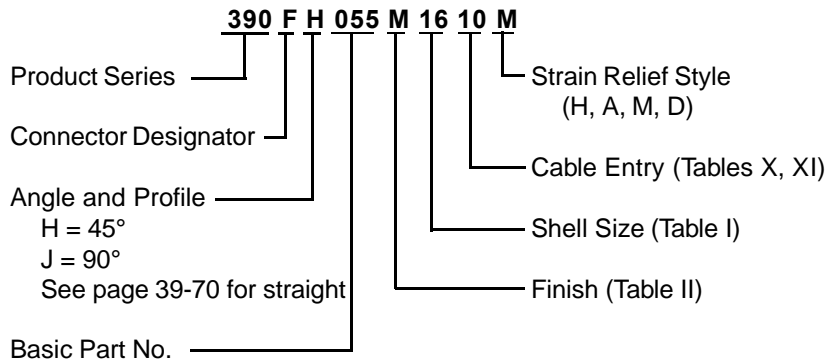 390 F H 055 M 16 10 M
Product Series
Connector Designator
Angle and Profile
H = 45°
J = 90°
See page 39-70 for straight
Basic Part No.
Strain Relief Style
(H, A, M, D)
Cable Entry (Tables X, XI)
Shell Size (Table I)
Finish (Table II)